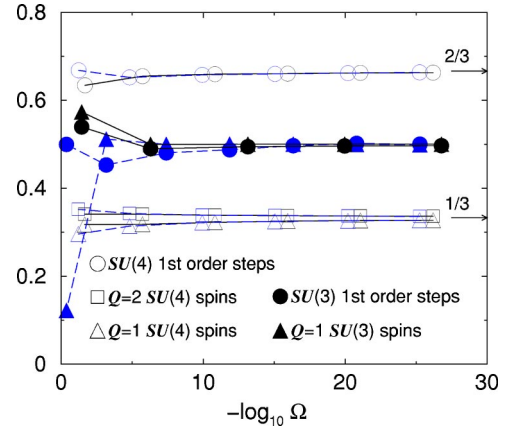 0.8
2/3
0.6
0.4
1/3
SU(4) 1st order steps
0.2
Q=2 SU(4) spins
SU(3) 1st order steps
Q=1 SU(4) spins
Q=1 SU(3) spins
0
0 10 20 30
−log10 Ω